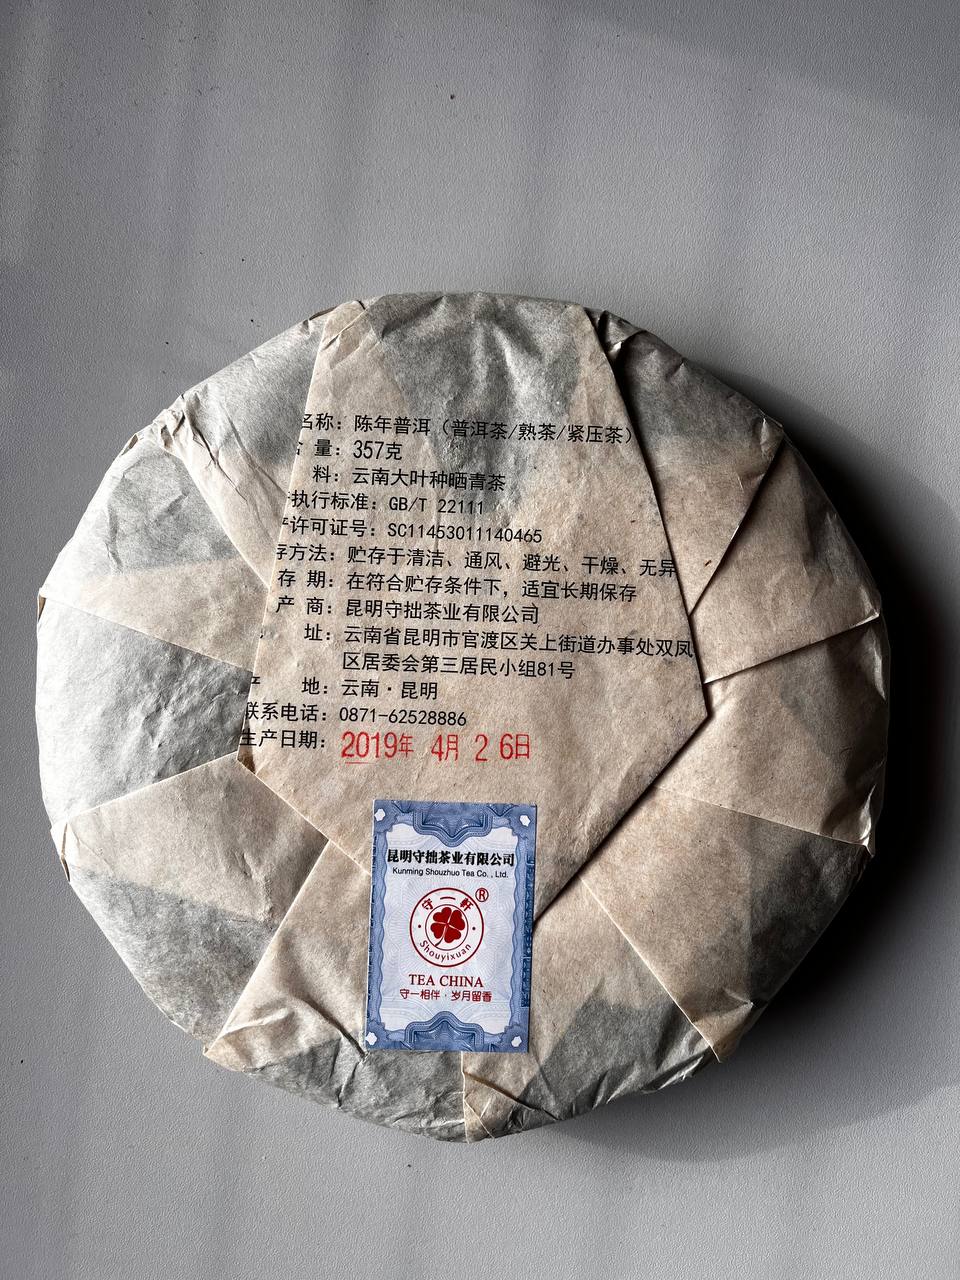 名称：陈年普洱（普洱茶/熟茶/紧压茶）
量：357克
料：云南大叶种晒青茶
执行标准：GB/T 22111
许可证号：SC11453011140465
方法：贮存于清洁、通风、避光、干燥、无异
存 期：在符合贮存条件下，适宜长期保存
产 商：昆明守拙茶业有限公司
址：云南省昆明市官渡区关上街道办事处双凤
区居委会第三居民小组81号
地：云南·昆明
联系电话：0871-62528886
生产日期：2019年 4月 2 6日
昆明守拙茶业有限公司
Kunming Shouzhuo Tea Co., Ltd.
守一軒 ®
Shouyixuan
TEA CHINA
守一相伴·岁月留香